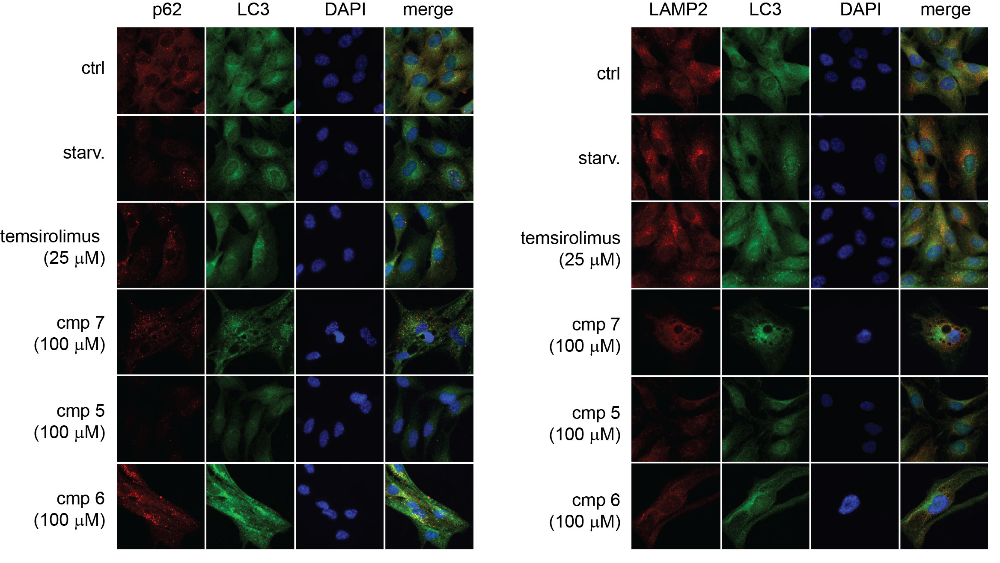 p62 LC3 DAPI merge
ctrl
starv.
temsirolimus
(25 μM)
cmp 7
(100 μM)
cmp 5
(100 μM)
cmp 6
(100 μM)
LAMP2 LC3 DAPI merge
ctrl
starv.
temsirolimus
(25 μM)
cmp 7
(100 μM)
cmp 5
(100 μM)
cmp 6
(100 μM)